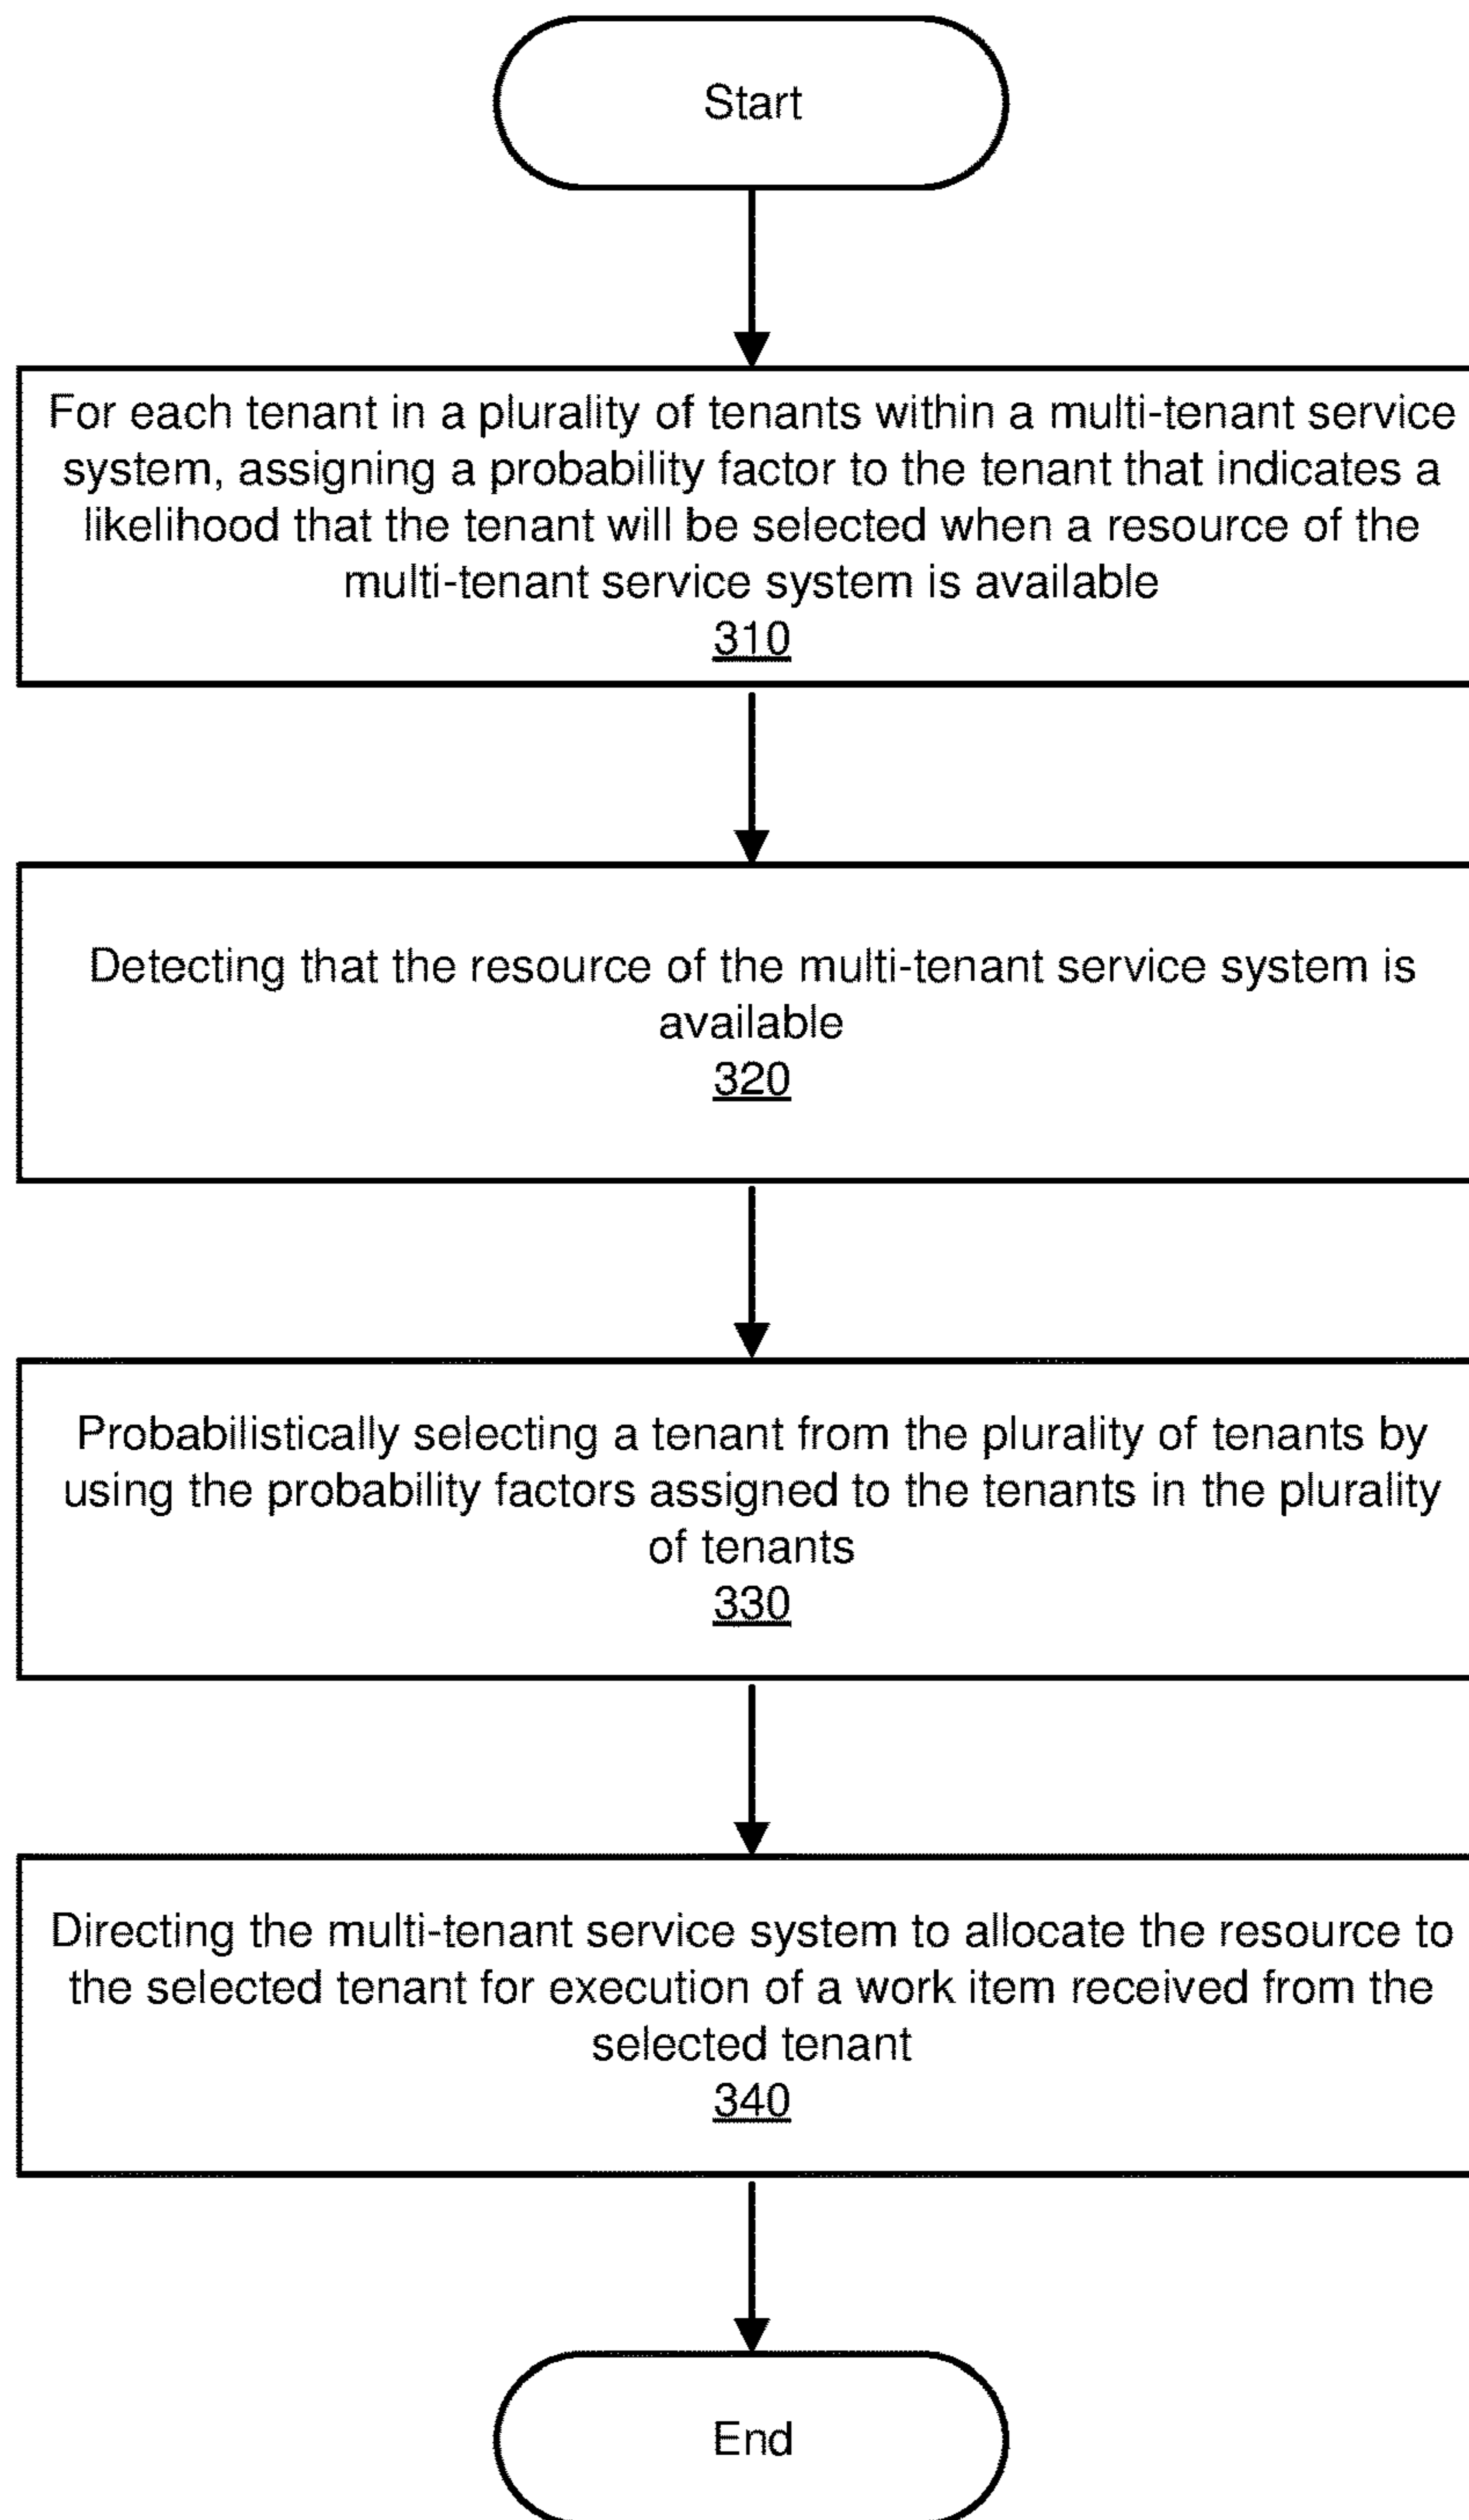 Start
For each tenant in a plurality of tenants within a multi-tenant service
system, assigning a probability factor to the tenant that indicates a
likelihood that the tenant will be selected when a resource of the
multi-tenant service system is available
310
Detecting that the resource of the multi-tenant service system is
available
320
Probabilistically selecting a tenant from the plurality of tenants by
using the probability factors assigned to the tenants in the plurality
of tenants
330
Directing the multi-tenant service system to allocate the resource to
the selected tenant for execution of a work item received from the
selected tenant
340
End